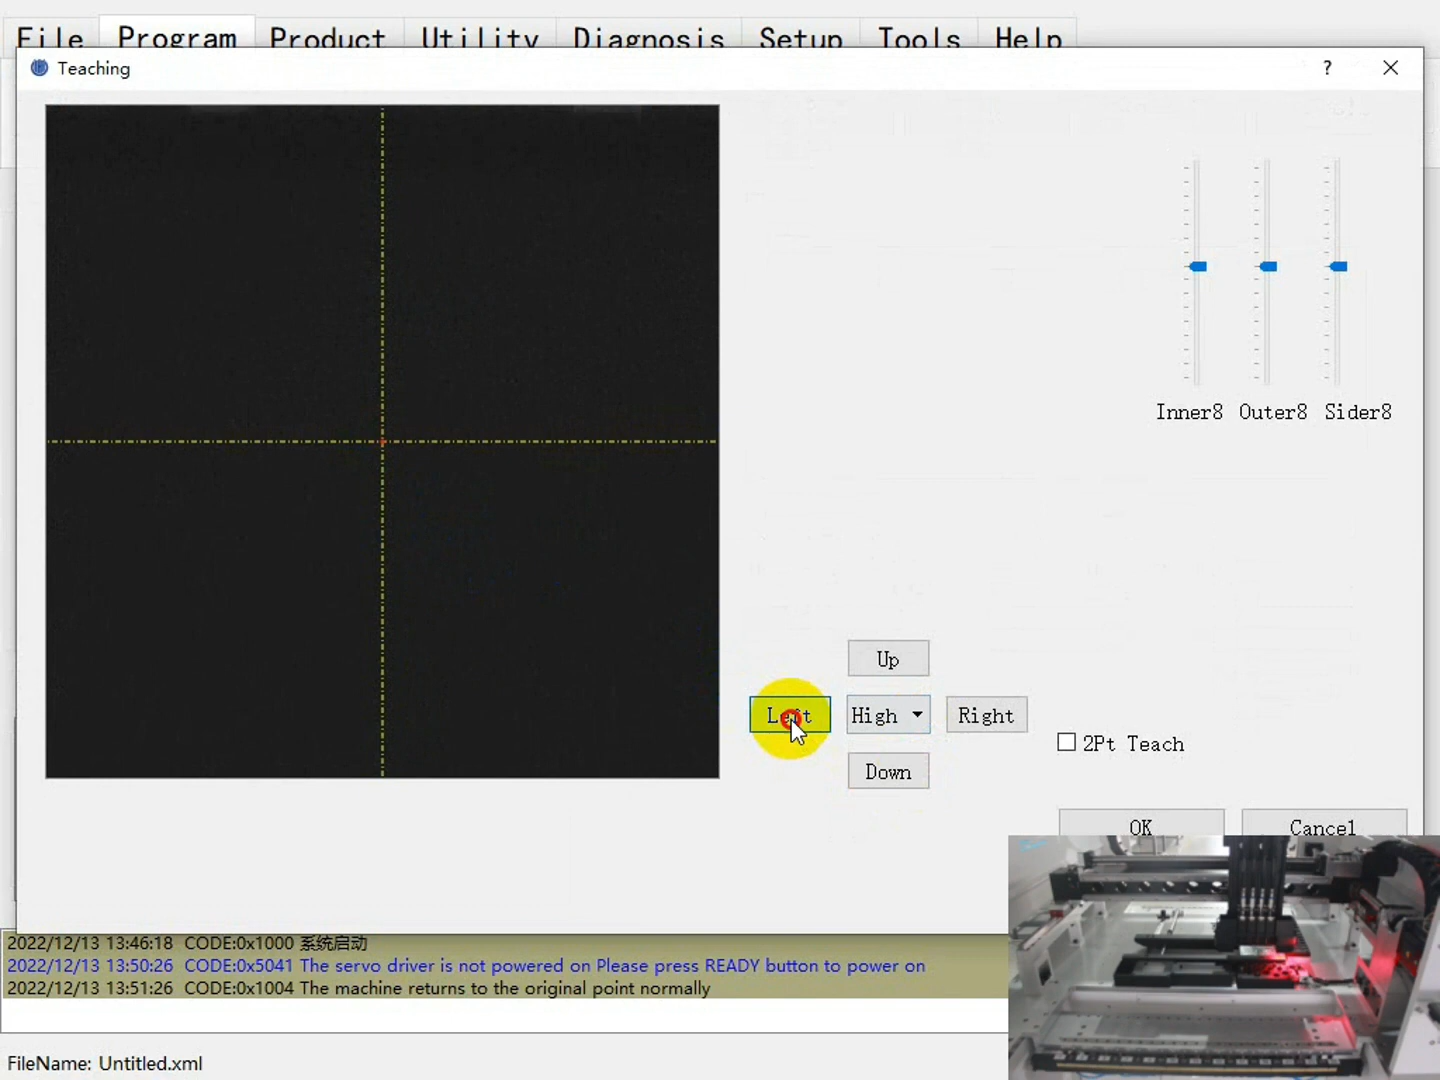 File Program Product Utility Diagnosis Setup Tools Help
Teaching ?
Inner8 Outer8 Sider8
Up
Left High Right
2Pt Teach
Down
OK Cancel
2022/12/13 13:46:18 CODE:0x1000 系统启动
2022/12/13 13:50:26 CODE:0x5041 The servo driver is not powered on Please press READY button to power on
2022/12/13 13:51:26 CODE:0x1004 The machine returns to the original point normally
FileName: Untitled.xml